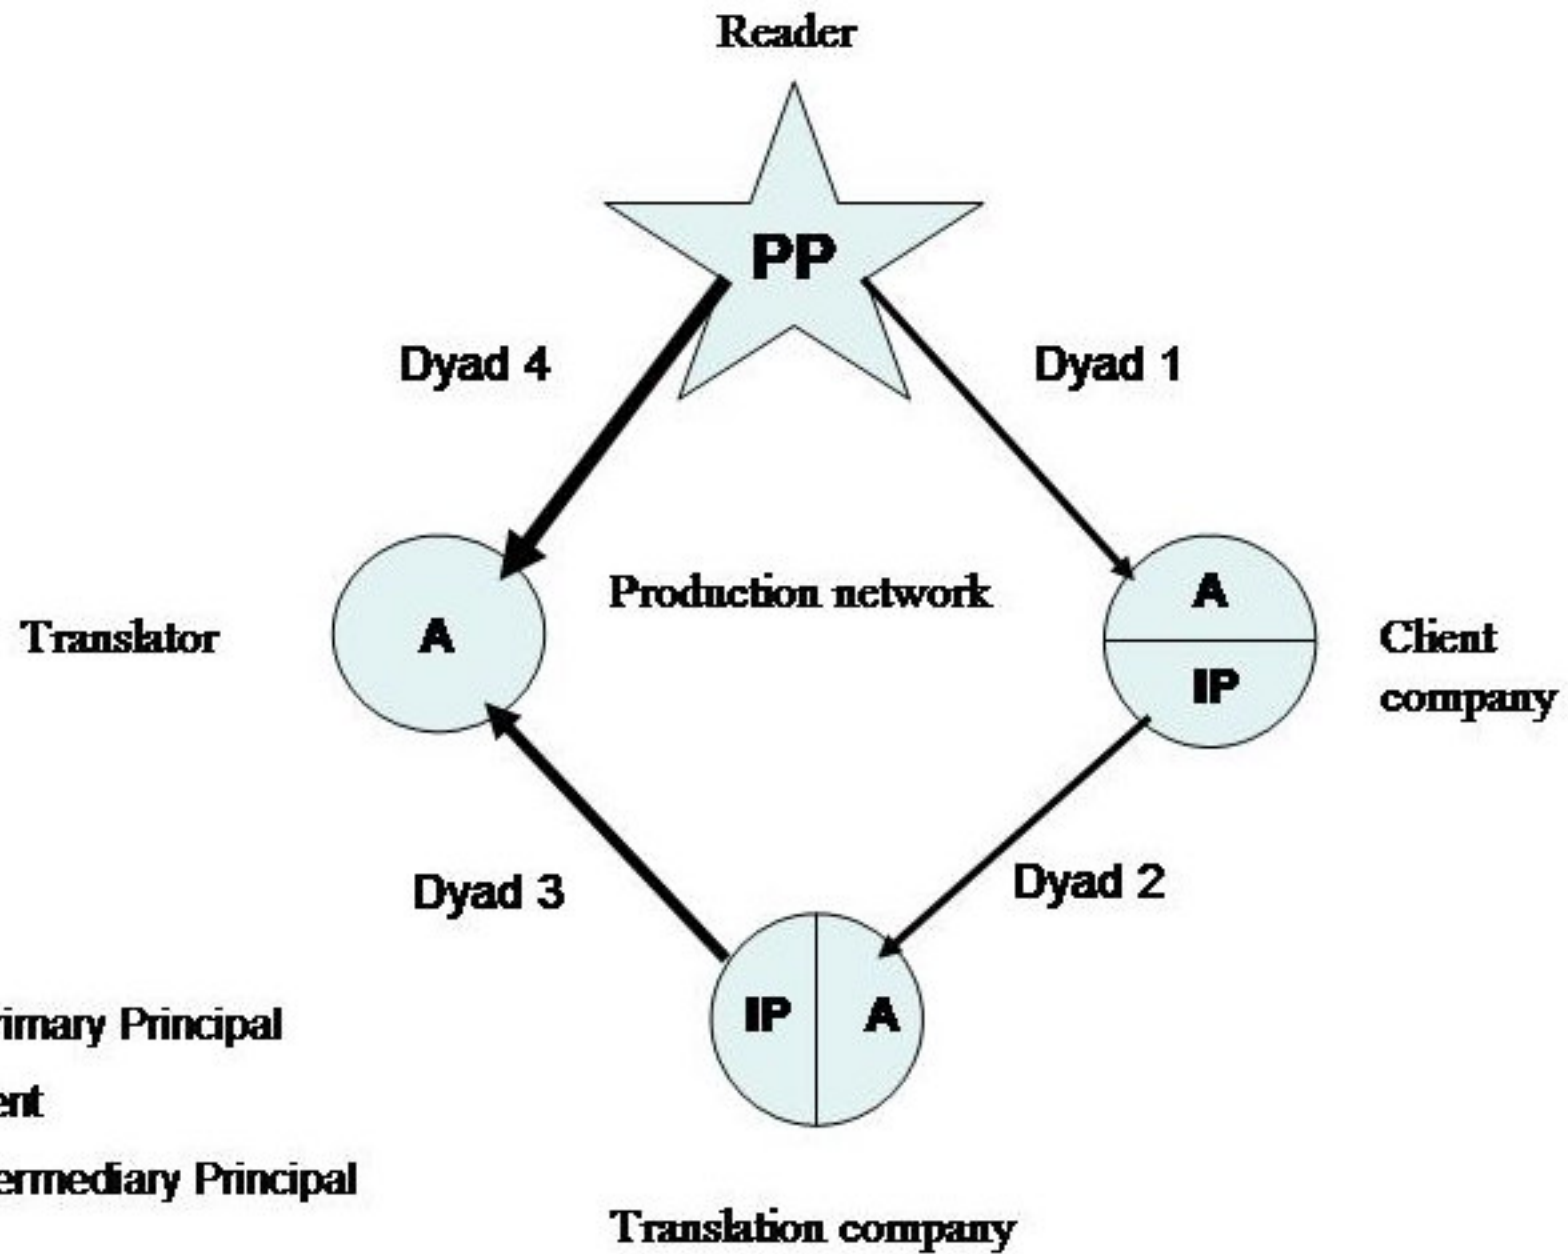 Reader
PP
Dyad 4
Dyad 1
Production network
Translator
A
A
IP
Client
company
Dyad 3
Dyad 2
IP
A
rimary Principal
ent
ermediary Principal
Translation company